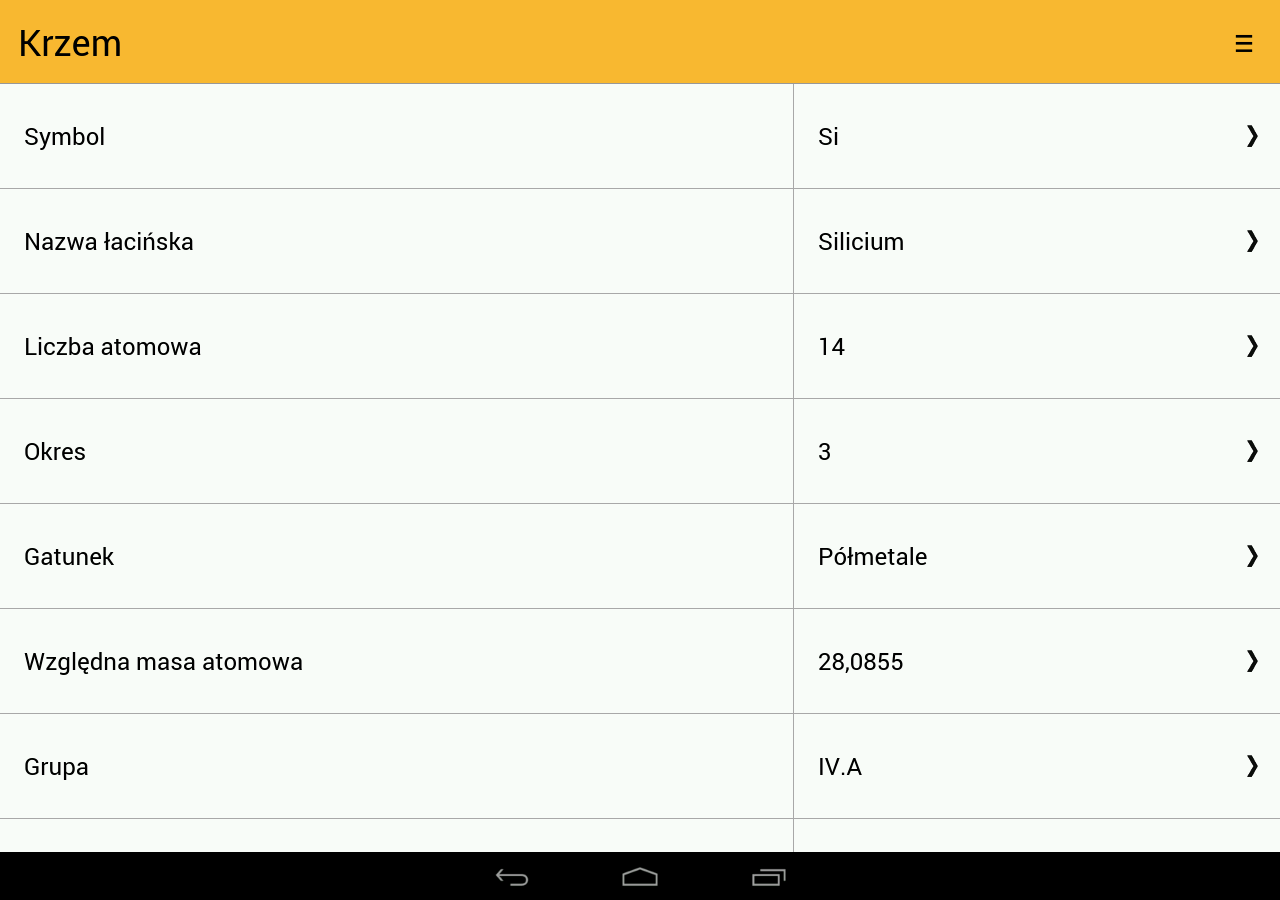 Krzem
Symbol Si
Nazwa łacińska Silicium
Liczba atomowa 14
Okres 3
Gatunek Półmetale
Względna masa atomowa 28,0855
Grupa IV.A